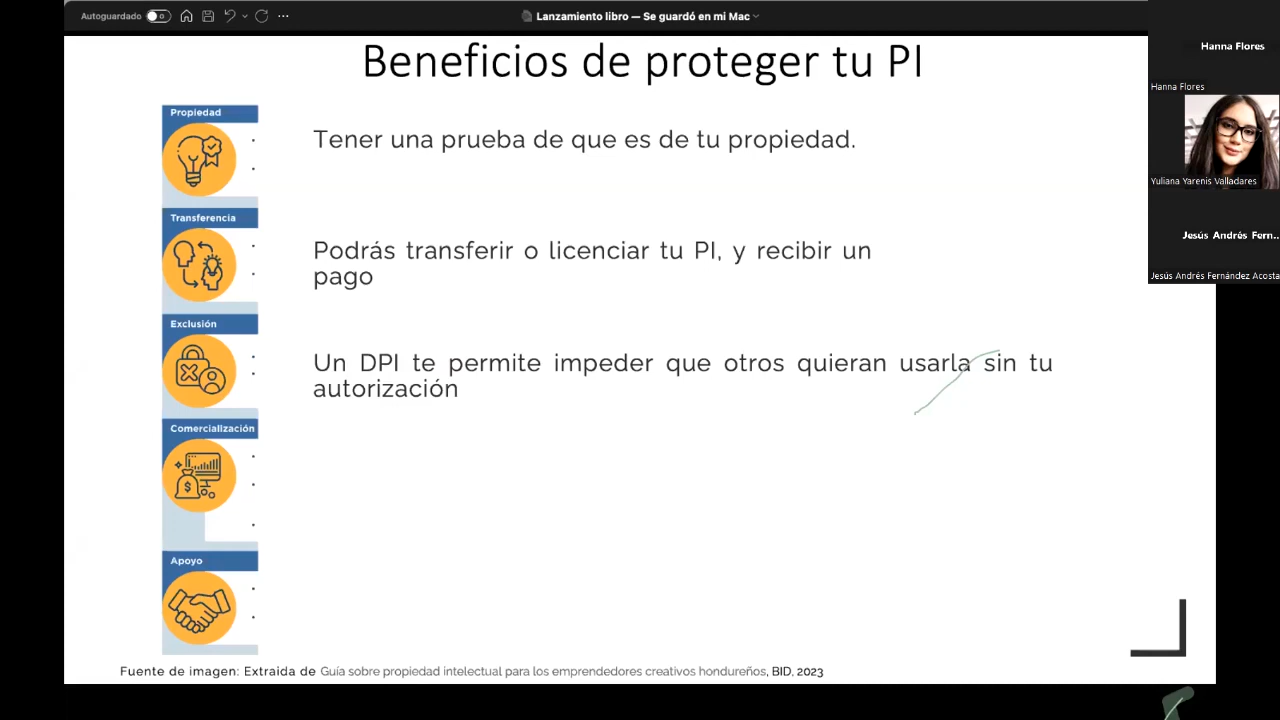 Autoguardado
Lanzamiento libro — Se guardó en mi Mac
Beneficios de proteger tu PI
Propiedad
Tener una prueba de que es de tu propiedad.
Transferencia
Podrás transferir o licenciar tu PI, y recibir un
pago
Exclusión
Un DPI te permite impeder que otros quieran usarla sin tu
autorización
Comercialización
Apoyo
Fuente de imagen: Extraida de Guía sobre propiedad intelectual para los emprendedores creativos hondureños, BID, 2023
Hanna Flores
Hanna Flores
Yuliana Yarenis Valladares
Jesús Andrés Fern...
Jesús Andrés Fernández Acosta